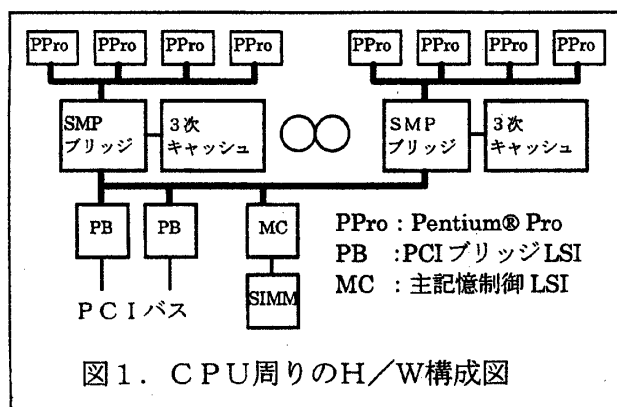 PPro PPro PPro PPro PPro PPro PPro PPro
SMP
ブリッジ
3次
キャッシュ
SMP
ブリッジ
3次
キャッシュ
PB PB MC
SIMM
PCIバス
PPro : Pentium® Pro
PB :PCIブリッジLSI
MC :主記憶制御LSI
図1. CPU周りのH/W構成図